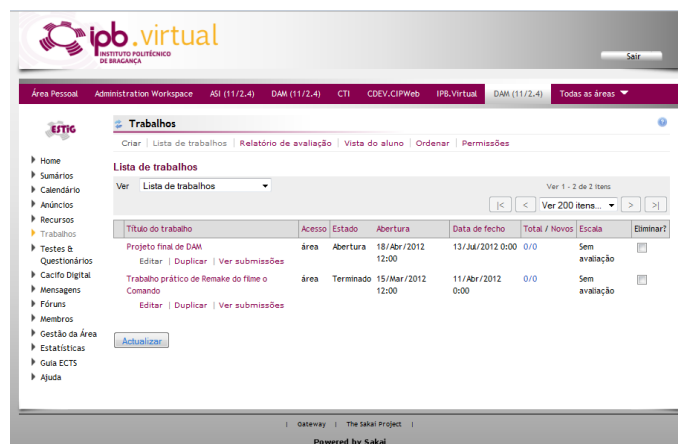 ipb.virtual
INSTITUTO POLITÉCNICO
DE BRAGANÇA
Sair
Área Pessoal Administration Workspace ASI (11/2.4) DAM (11/2.4) CTI CDEV.CIPWeb IPB.Virtual DAM (11/2.4) Todas as áreas
ESTiG
Home
Sumários
Calendário
Anúncios
Recursos
Trabalhos
Testes &
Questionários
Cacifo Digital
Mensagens
Fóruns
Membros
Gestão da Área
Estatísticas
Guia ECTS
Ajuda
Trabalhos
Criar | Lista de trabalhos | Relatório de avaliação | Vista do aluno | Ordenar | Permissões
Lista de trabalhos
Ver Lista de trabalhos
Ver 1 - 2 de 2 itens
|< < Ver 200 itens... > >|
Título do trabalho Acesso Estado Abertura Data de fecho Total / Novos Escala Eliminar?
Projeto final de DAM área Abertura 18/Abr/2012 13/Jul/2012 0:00 0/0 Sem
Editar | Duplicar | Ver submissões 12:00 avaliação
Trabalho prático de Remake do filme o área Terminado 15/Mar/2012 11/Abr/2012 0/0 Sem
Comando 12:00 0:00 avaliação
Editar | Duplicar | Ver submissões
Actualizar
| Gateway | The Sakai Project |
Powered by Sakai